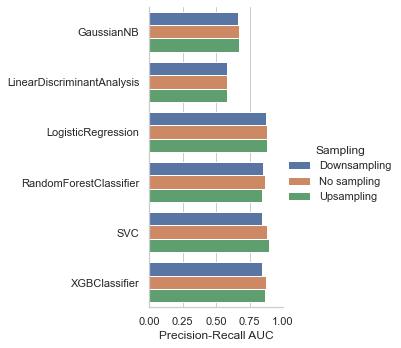 GaussianNB
LinearDiscriminantAnalysis
LogisticRegression
RandomForestClassifier
SVC
XGBClassifier
0.00 0.25 0.50 0.75 1.00
Precision-Recall AUC
Sampling
Downsampling
No sampling
Upsampling